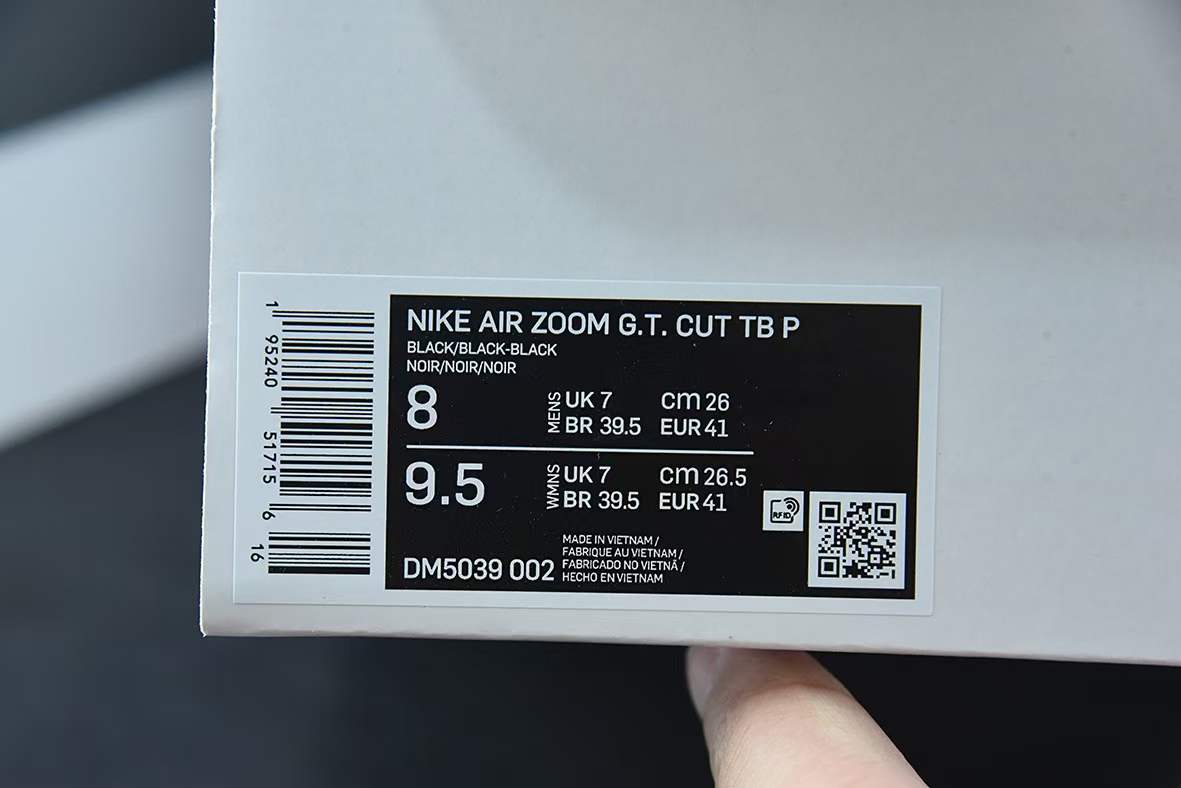 1 95240 51715 6 16
NIKE AIR ZOOM G.T. CUT TB P
BLACK/BLACK-BLACK
NOIR/NOIR/NOIR
8
MENS
UK 7 cm 26
BR 39.5 EUR 41
9.5
WMNS
UK 7 cm 26.5
BR 39.5 EUR 41
RFID
DM5039 002
MADE IN VIETNAM /
FABRIQUE AU VIETNAM /
FABRICADO NO VIETNÃ /
HECHO EN VIETNAM